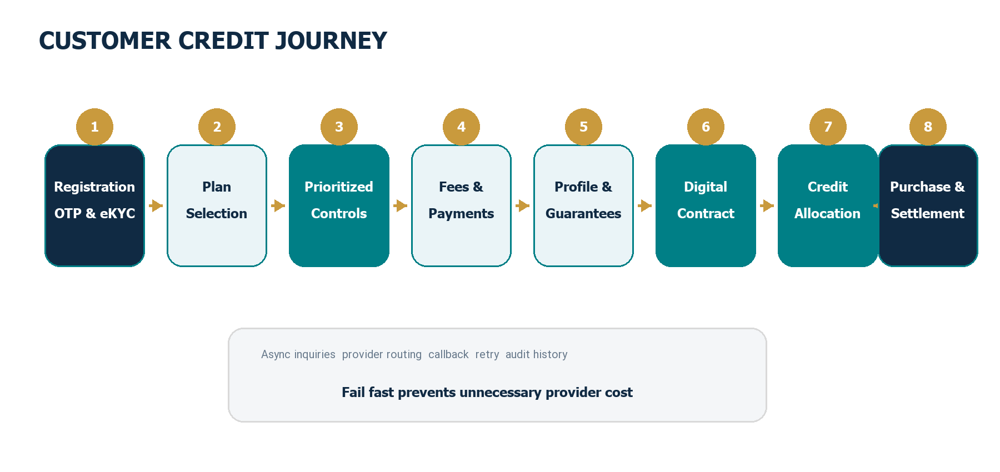 CUSTOMER CREDIT JOURNEY
1
Registration
OTP & eKYC
2
Plan
Selection
3
Prioritized
Controls
4
Fees &
Payments
5
Profile &
Guarantees
6
Digital
Contract
7
Credit
Allocation
8
Purchase &
Settlement
Async inquiries provider routing callback retry audit history
Fail fast prevents unnecessary provider cost